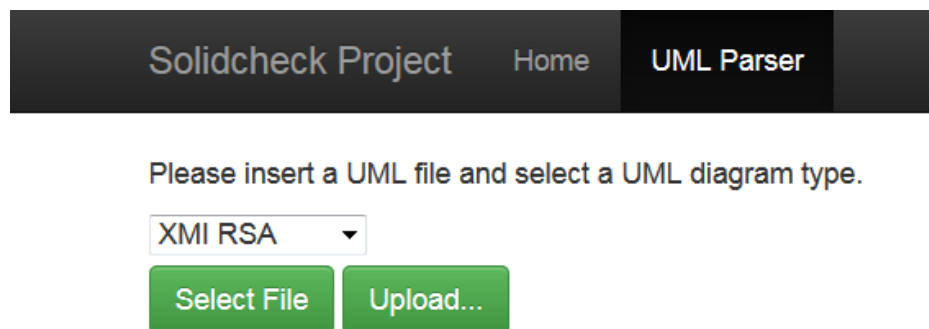 Solidcheck Project Home UML Parser
Please insert a UML file and select a UML diagram type.
XMI RSA
Select File Upload...